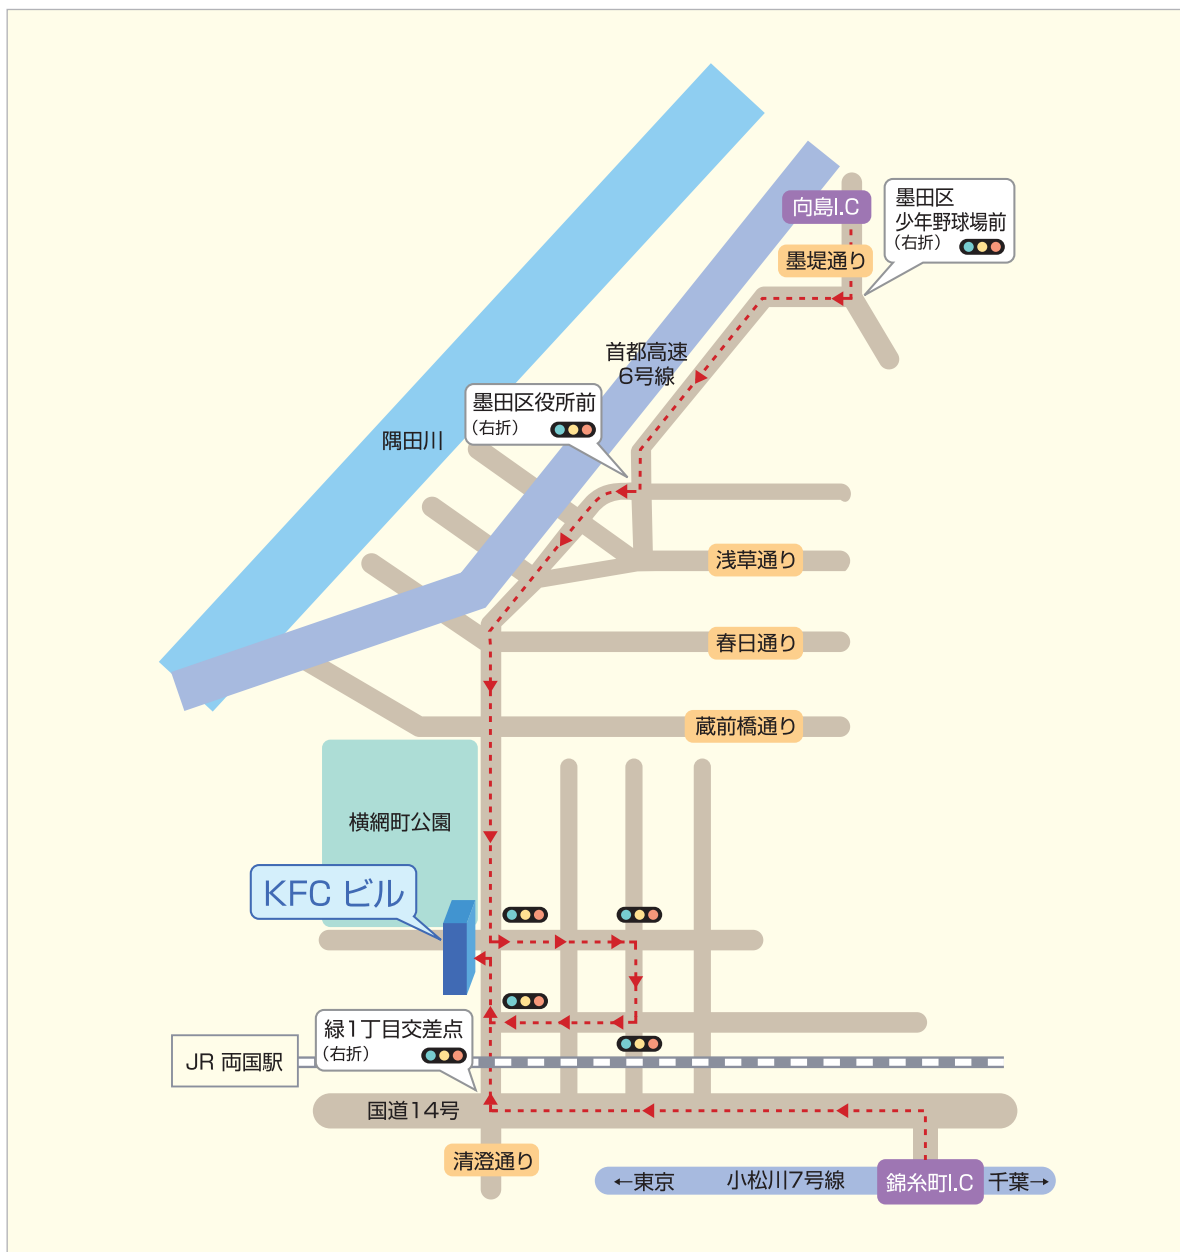 向島I.C
墨田区
少年野球場前
（右折）
墨堤通り
首都高速
6号線
墨田区役所前
（右折）
隅田川
浅草通り
春日通り
蔵前橋通り
横網町公園
KFC ビル
緑1丁目交差点
（右折）
JR 両国駅
国道14号
清澄通り
←東京
小松川7号線
錦糸町I.C
千葉→